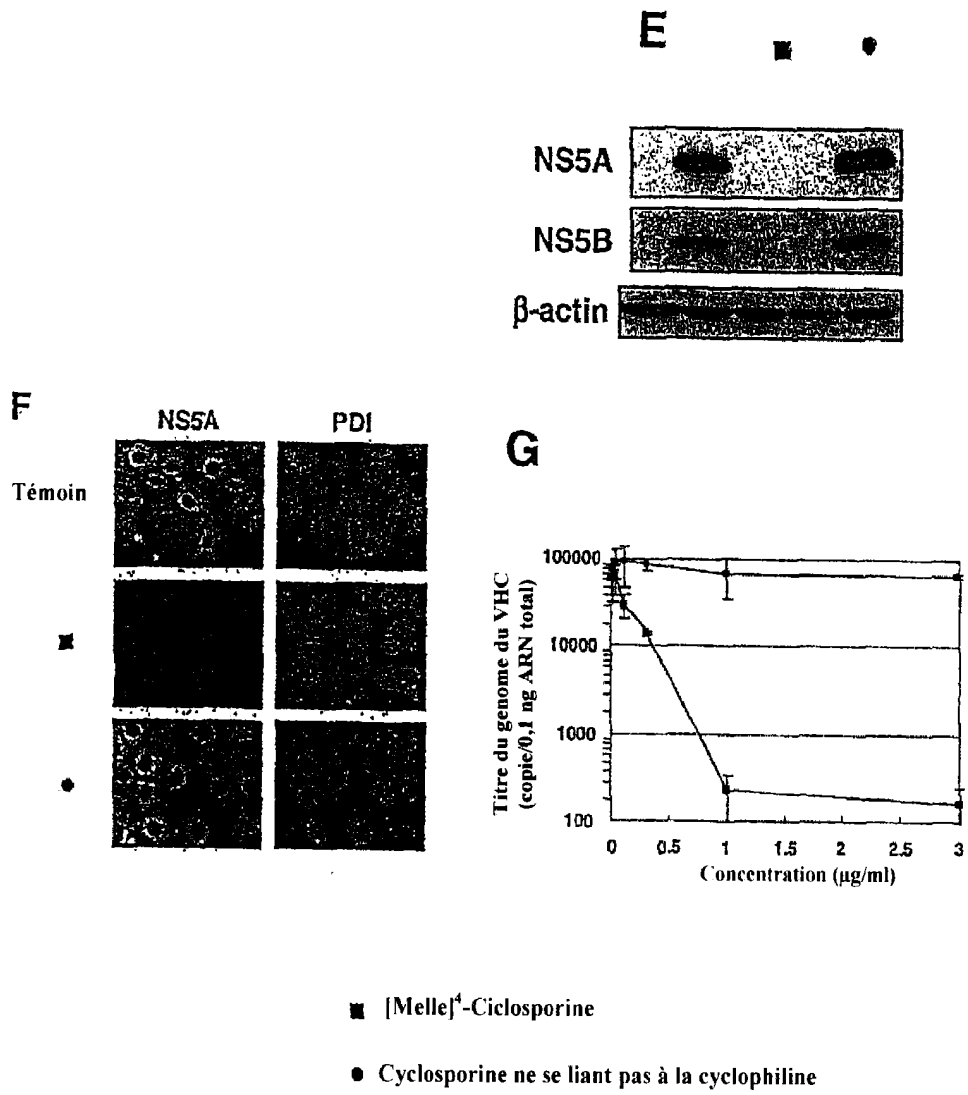 E
NS5A
NS5B
β-actin
F
NS5A PDI
Témoin
G
Titre du genome du VHC
(copie/0,1 ng ARN total)
100000
10000
1000
100
0 0.5 1 1.5 2 2.5 3
Concentration (µg/ml)
[Melle]⁴-Ciclosporine
Cyclosporine ne se liant pas à la cyclophiline